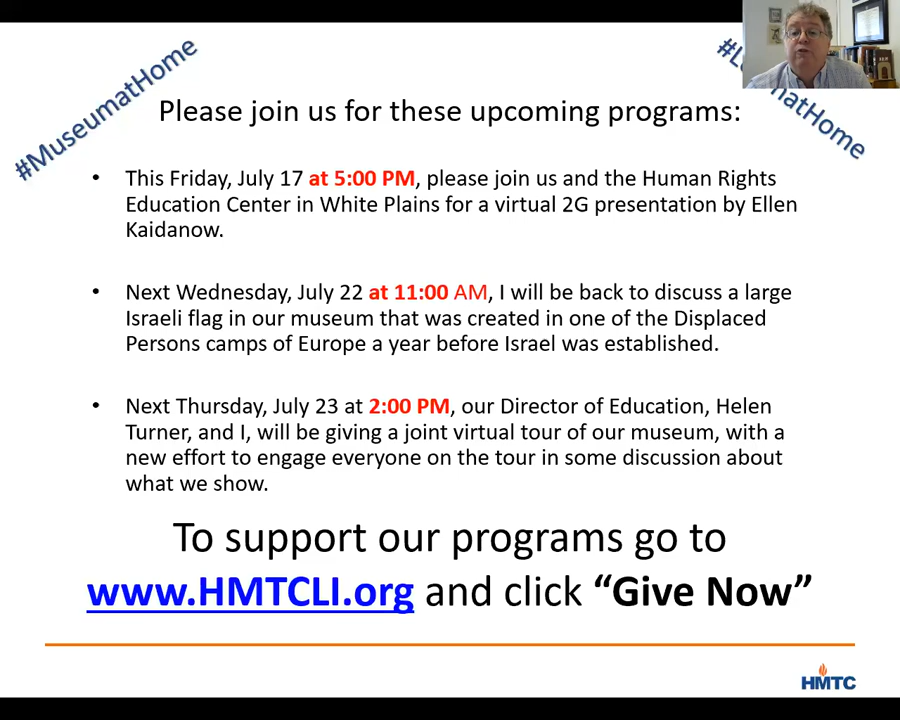 #MuseumatHome
Please join us for these upcoming programs:
• This Friday, July 17 at 5:00 PM, please join us and the Human Rights
Education Center in White Plains for a virtual 2G presentation by Ellen
Kaidanow.
• Next Wednesday, July 22 at 11:00 AM, I will be back to discuss a large
Israeli flag in our museum that was created in one of the Displaced
Persons camps of Europe a year before Israel was established.
• Next Thursday, July 23 at 2:00 PM, our Director of Education, Helen
Turner, and I, will be giving a joint virtual tour of our museum, with a
new effort to engage everyone on the tour in some discussion about
what we show.
To support our programs go to
www.HMTCLI.org and click “Give Now”
HMTC